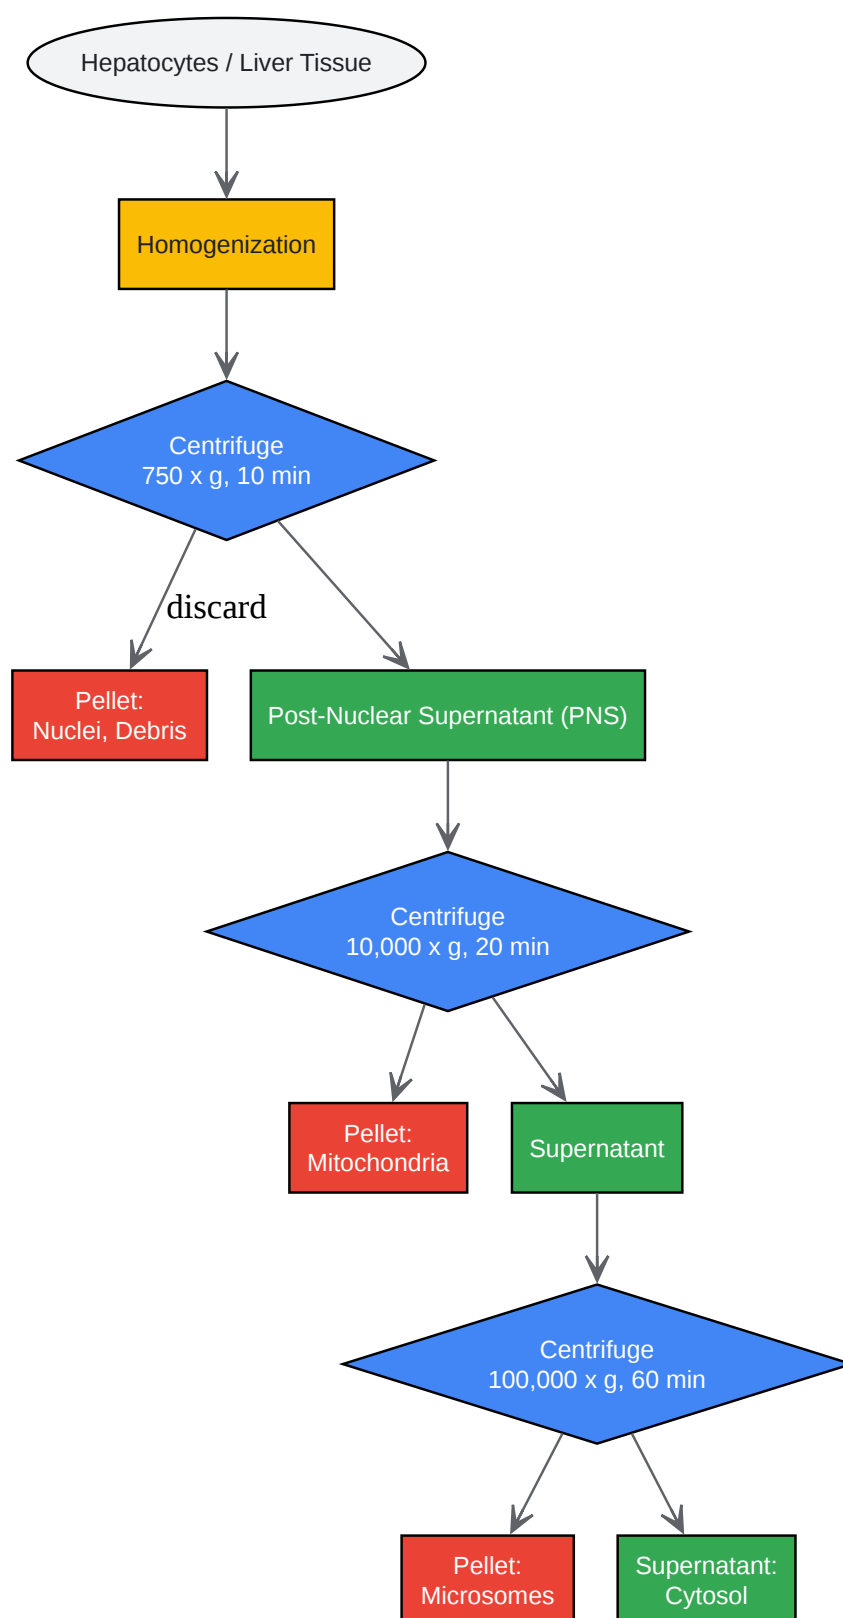 Hepatocytes / Liver Tissue
Homogenization
Centrifuge
750 x g, 10 min
discard
Pellet:
Nuclei, Debris
Post-Nuclear Supernatant (PNS)
Centrifuge
10,000 x g, 20 min
Pellet:
Mitochondria
Supernatant
Centrifuge
100,000 x g, 60 min
Pellet:
Microsomes
Supernatant:
Cytosol